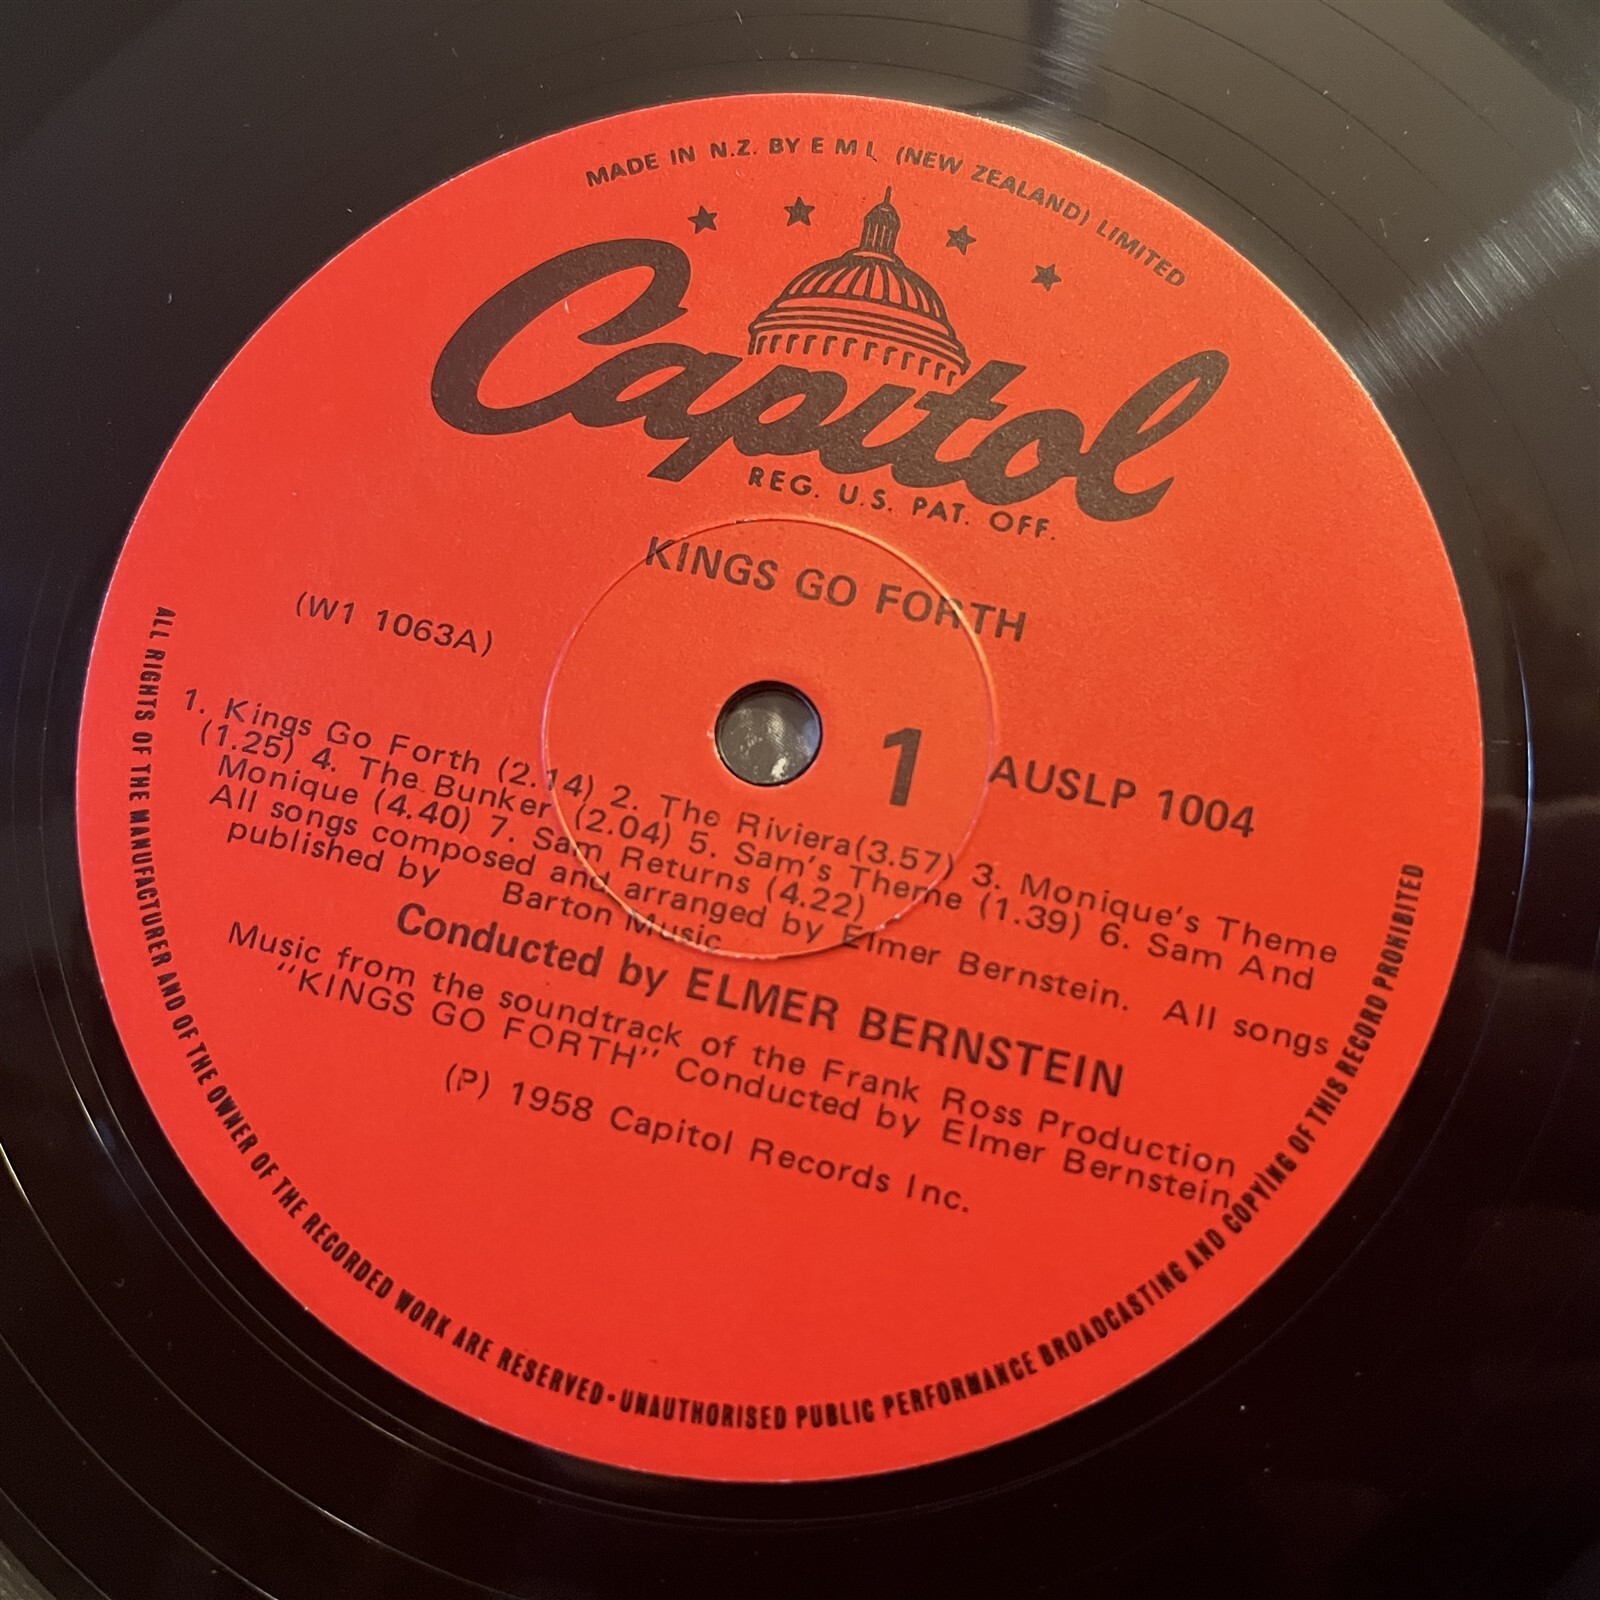 MADE IN N.Z. BY E M I. (NEW ZEALAND) LIMITED
Capitol
REG. U.S. PAT. OFF.
KINGS GO FORTH
(W1 1063A)
1
AUSLP 1004
1. Kings Go Forth (2.14) 2. The Riviera(3.57) 3. Monique's Theme
(1.25) 4. The Bunker (2.04) 5. Sam's Theme (1.39) 6. Sam And
Monique (4.40) 7. Sam Returns (4.22)
All songs composed and arranged by Elmer Bernstein. All songs
published by Barton Music
Conducted by ELMER BERNSTEIN
Music from the soundtrack of the Frank Ross Production
"KINGS GO FORTH" Conducted by Elmer Bernstein.
(P) 1958 Capitol Records Inc.
ALL RIGHTS OF THE MANUFACTURER AND OF THE OWNER OF THE RECORDED WORK ARE RESERVED·UNAUTHORISED PUBLIC PERFORMANCE BROADCASTING AND COPYING OF THIS RECORD PROHIBITED